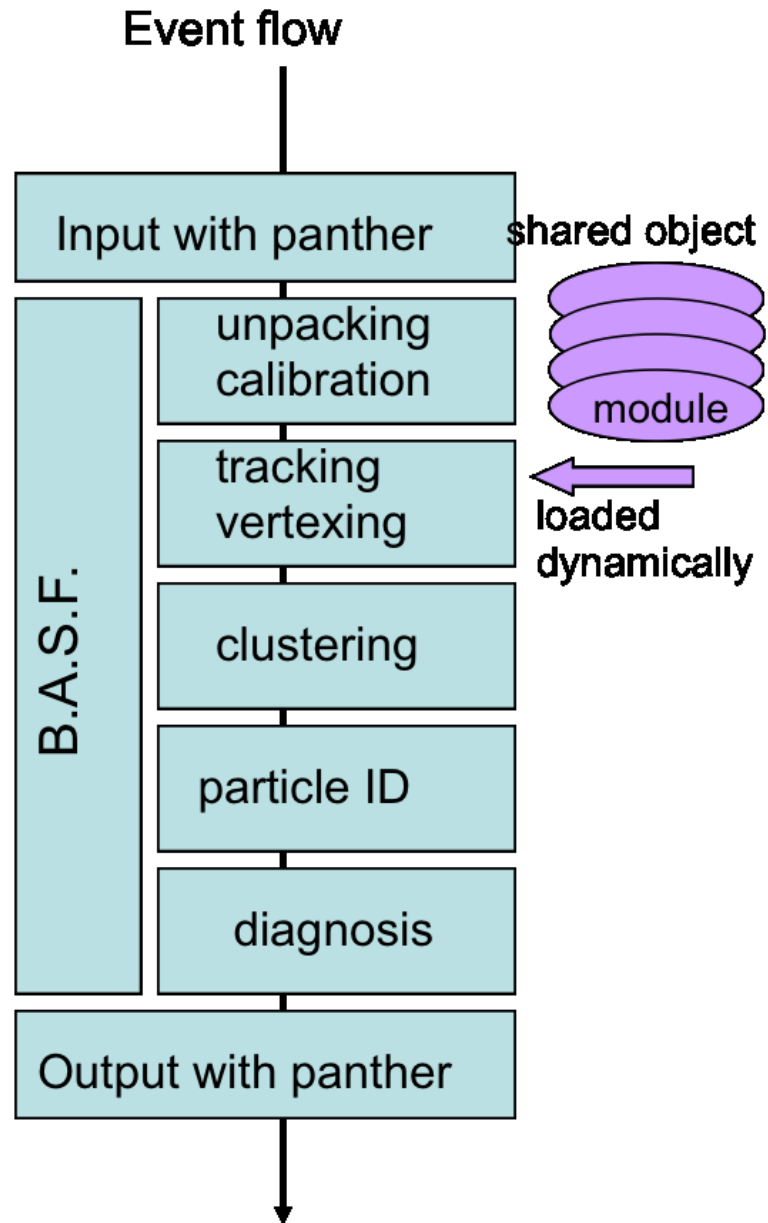 Event flow
Input with panther
shared object
unpacking
calibration
module
tracking
vertexing
loaded
dynamically
B.A.S.F.
clustering
particle ID
diagnosis
Output with panther